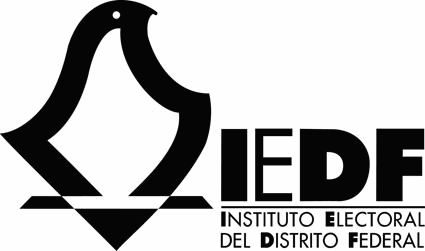 IEDF
INSTITUTO ELECTORAL
DEL DISTRITO FEDERAL